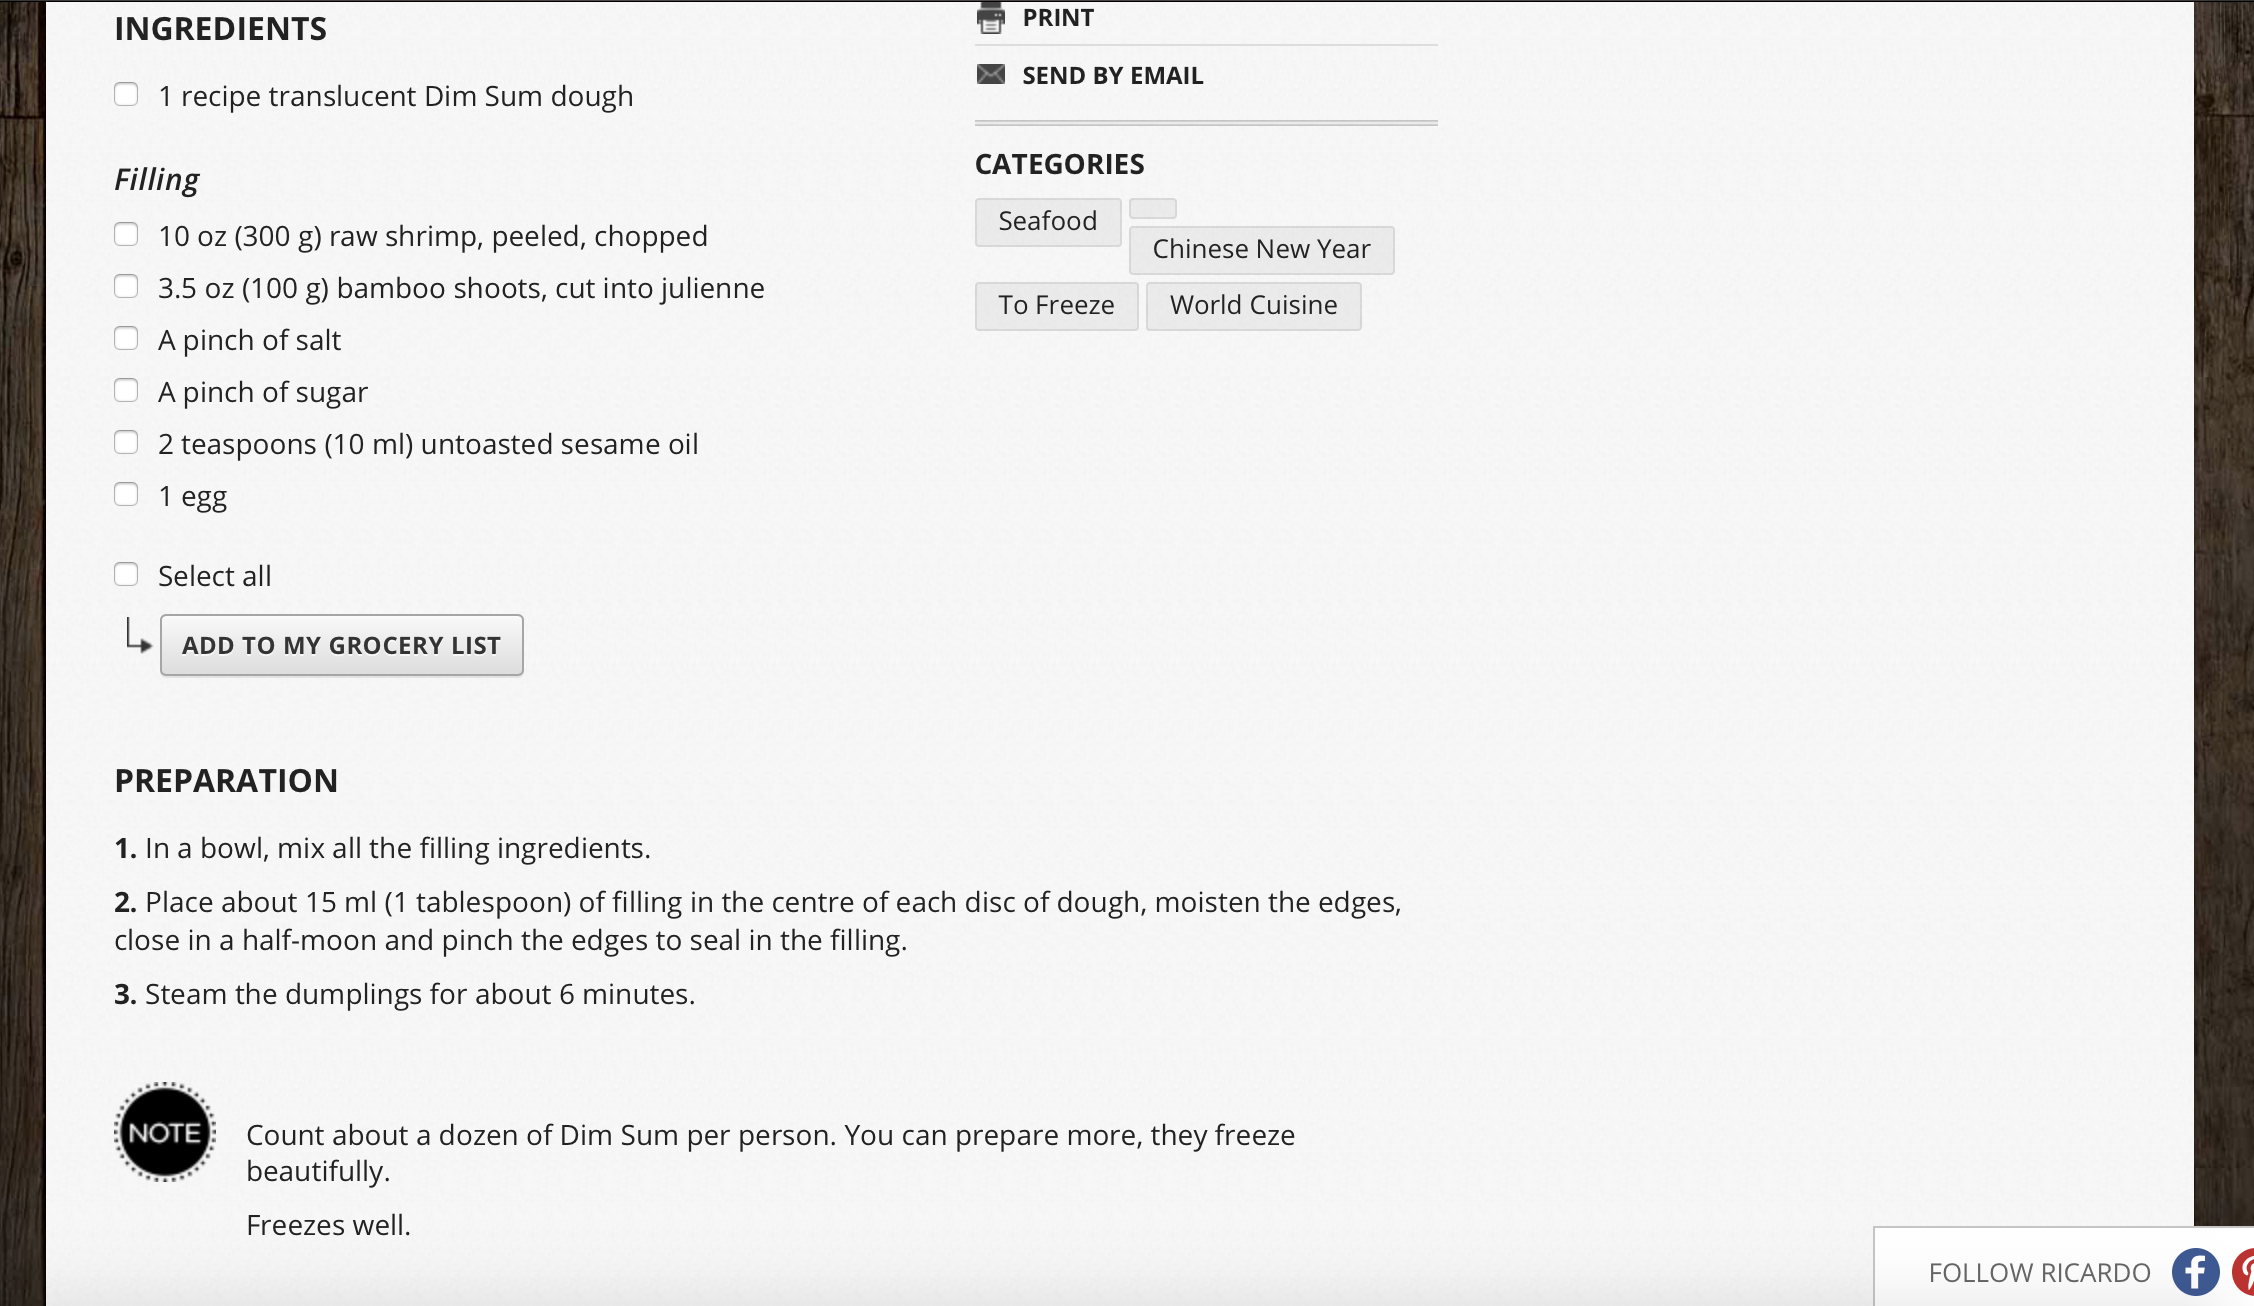 INGREDIENTS
1 recipe translucent Dim Sum dough
Filling
10 oz (300 g) raw shrimp, peeled, chopped
3.5 oz (100 g) bamboo shoots, cut into julienne
A pinch of salt
A pinch of sugar
2 teaspoons (10 ml) untoasted sesame oil
1 egg
Select all
ADD TO MY GROCERY LIST
PRINT
SEND BY EMAIL
CATEGORIES
Seafood
Chinese New Year
To Freeze World Cuisine
PREPARATION
1. In a bowl, mix all the filling ingredients.
2. Place about 15 ml (1 tablespoon) of filling in the centre of each disc of dough, moisten the edges,
close in a half-moon and pinch the edges to seal in the filling.
3. Steam the dumplings for about 6 minutes.
NOTE
Count about a dozen of Dim Sum per person. You can prepare more, they freeze
beautifully.
Freezes well.
FOLLOW RICARDO